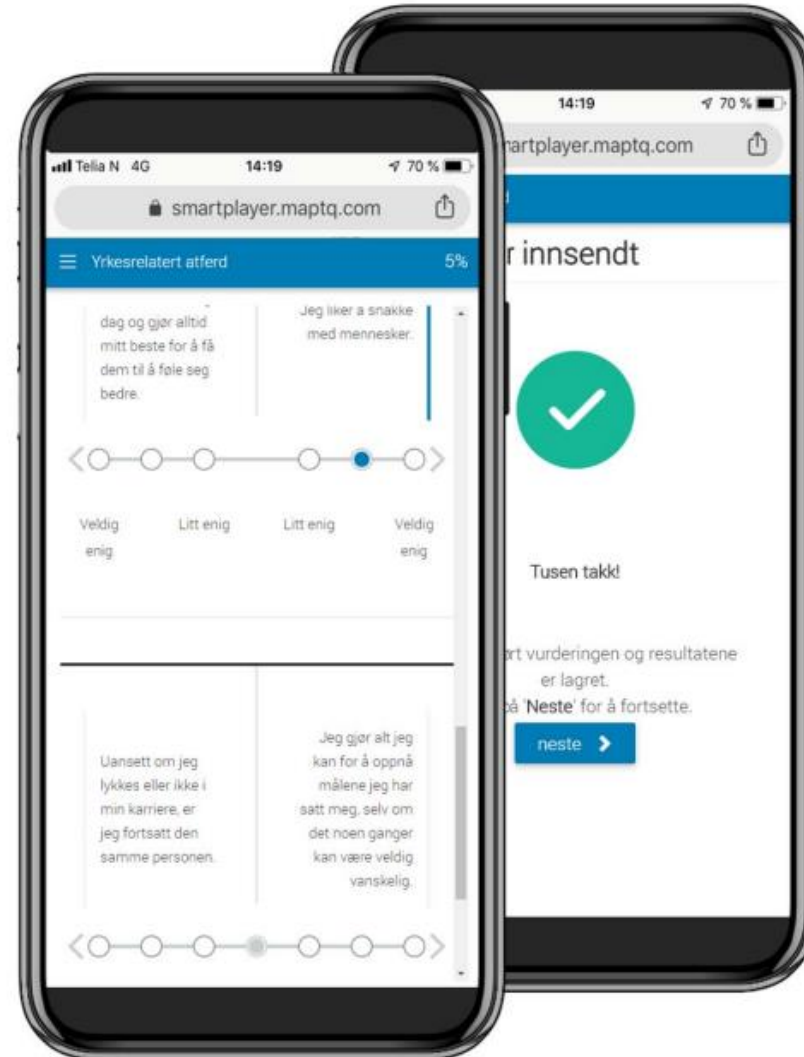 Telia N 4G 14:19 70 %
smartplayer.maptq.com
Yrkesrelatert atferd 5%
dag og gjør alltid
mitt beste for å få
dem til å føle seg
bedre.
Jeg liker a snakke
med mennesker.
Veldig
enig
Litt enig
Litt enig
Veldig
enig
Uansett om jeg
lykkes eller ikke i
min karriere, er
jeg fortsatt den
samme personen.
Jeg gjør alt jeg
kan for å oppnå
målene jeg har
satt meg, selv om
det noen ganger
kan være veldig
vanskelig.
14:19 70 %
martplayer.maptq.com
r innsendt
Tusen takk!
ørt vurderingen og resultatene
er lagret.
på 'Neste' for å fortsette.
neste